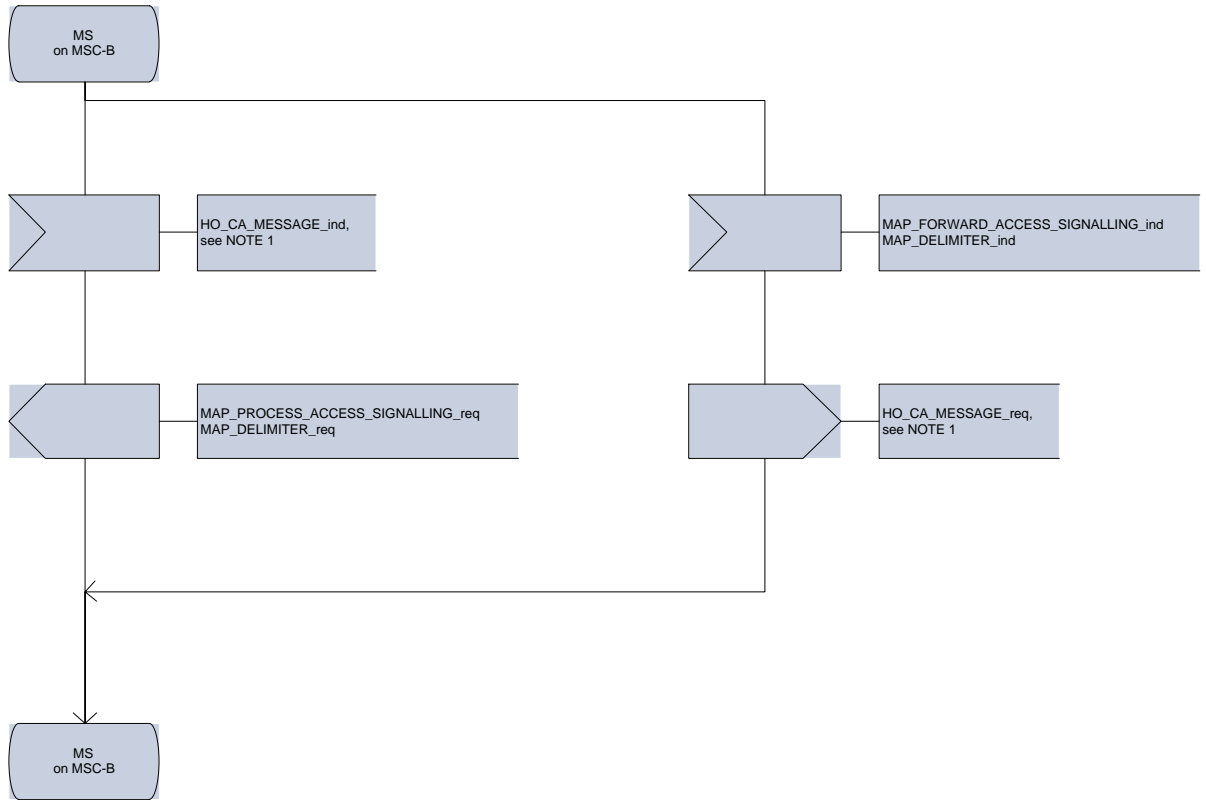 MS
on MSC-B
HO_CA_MESSAGE_ind,
see NOTE 1
MAP_FORWARD_ACCESS_SIGNALLING_ind
MAP_DELIMITER_ind
MAP_PROCESS_ACCESS_SIGNALLING_req
MAP_DELIMITER_req
HO_CA_MESSAGE_req,
see NOTE 1
MS
on MSC-B